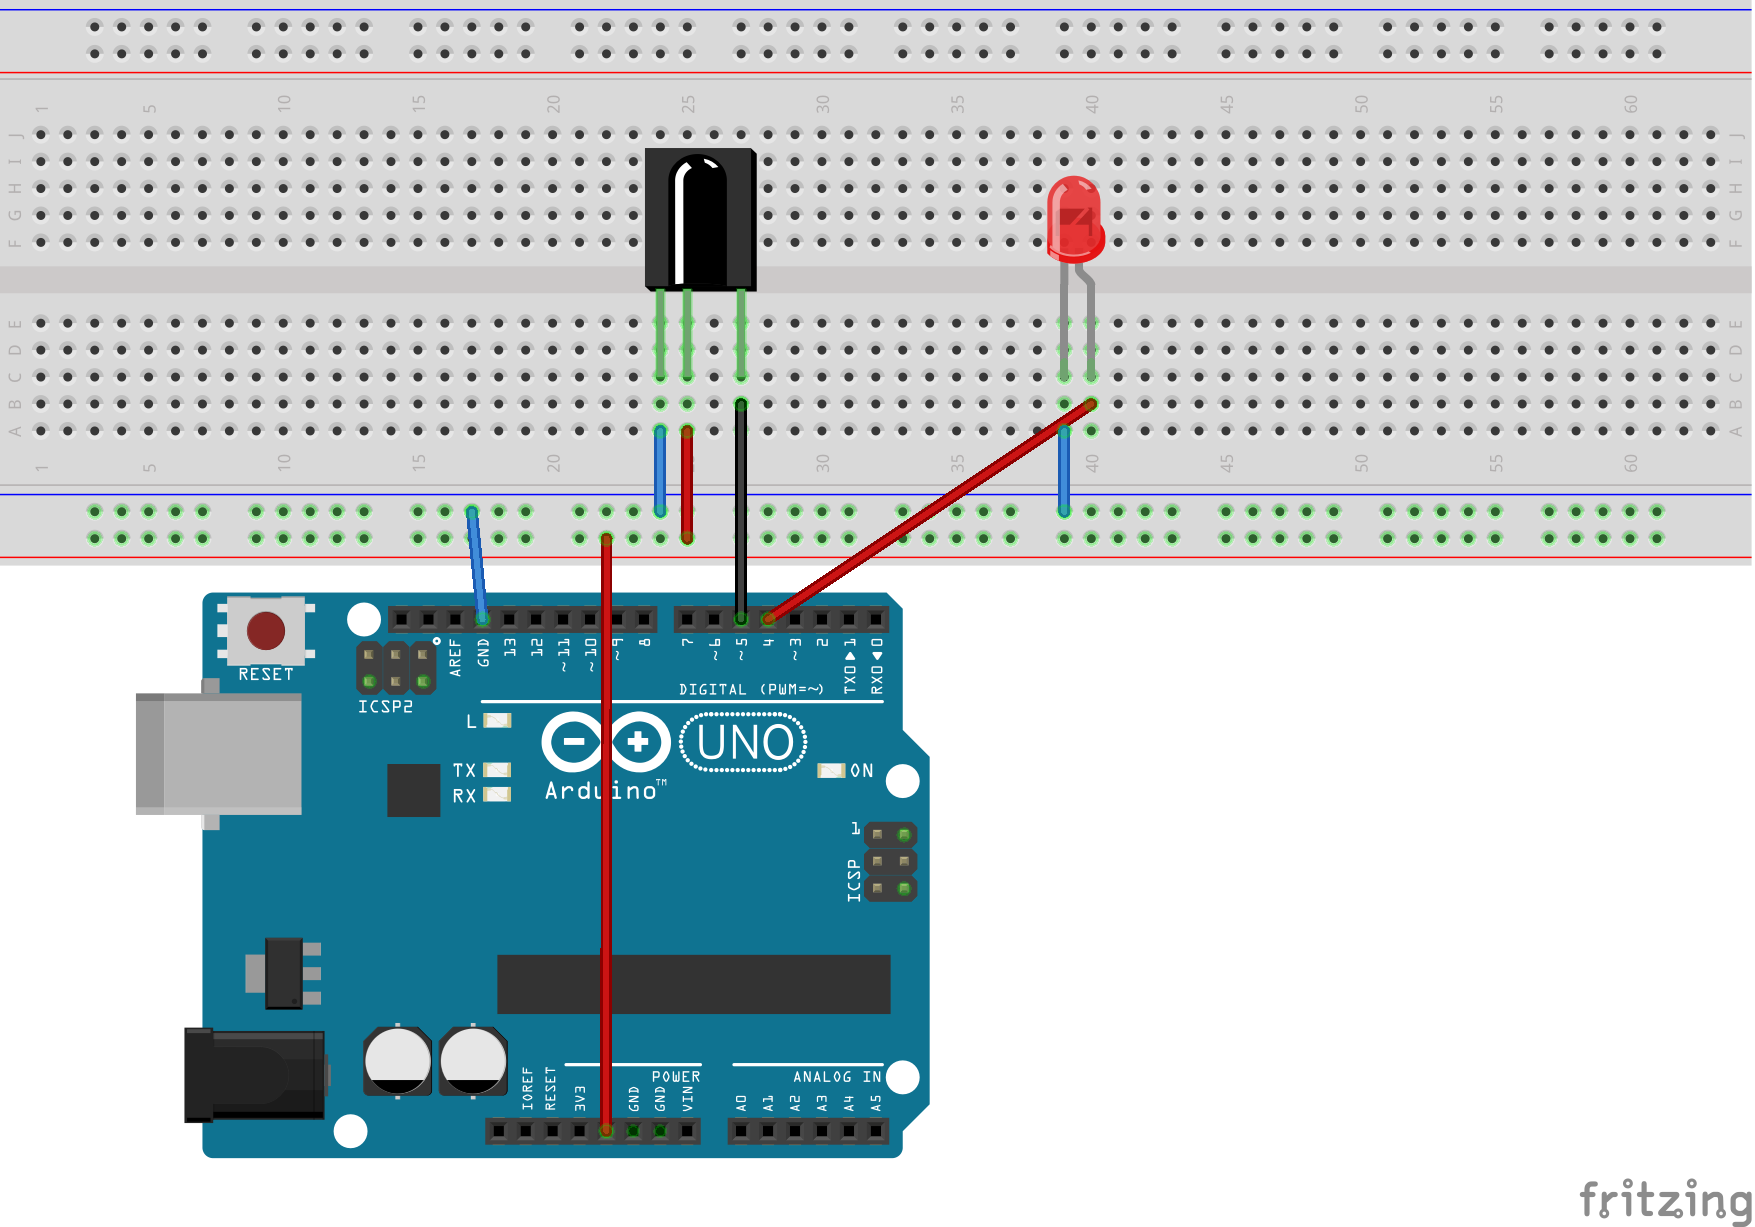 1 5 10 15 20 25 30 35 40 45 50 55 60
J J
I I
H H
G G
F F
E E
D D
C C
B B
A A
1 5 10 15 20 25 30 35 40 45 50 55 60
RESET
AREF GND 13 12 ~11 ~10 ~9 8 7 ~6 ~5 4 ~3 2 TX0▶1 RX0◀0
ICSP2
DIGITAL (PWM=~)
L
UNO
TX
ON
RX
Arduino™
1
ICSP
POWER
ANALOG IN
IOREF RESET 3V3 GND GND VIN A0 A1 A2 A3 A4 A5
fritzing